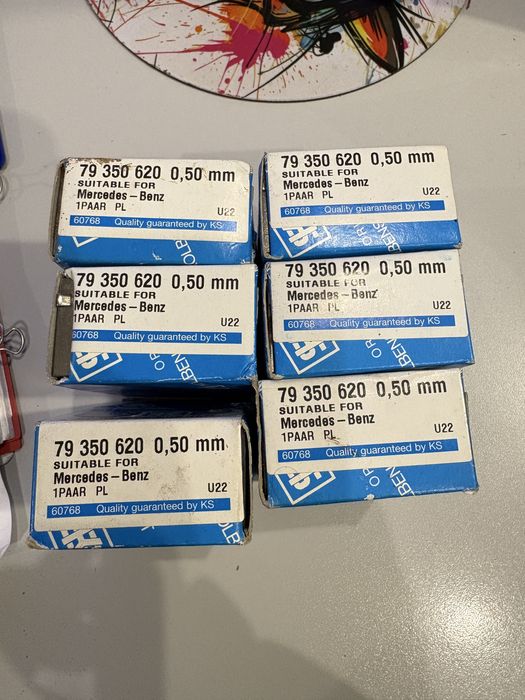 79 350 620 0,50 mm
SUITABLE FOR
Mercedes-Benz
1PAAR PL U22
60768 Quality guaranteed by KS
79 350 620 0,50 mm
SUITABLE FOR
Mercedes-Benz
1PAAR PL U22
60768 Quality guaranteed by KS
79 350 620 0,50 mm
SUITABLE FOR
Mercedes-Benz
1PAAR PL U22
60768 Quality guaranteed by KS
79 350 620 0,50 mm
SUITABLE FOR
Mercedes-Benz
1PAAR PL U22
60768 Quality guaranteed by KS
79 350 620 0,50 mm
SUITABLE FOR
Mercedes-Benz
1PAAR PL U22
60768 Quality guaranteed by KS
79 350 620 0,50 mm
SUITABLE FOR
Mercedes-Benz
1PAAR PL U22
60768 Quality guaranteed by KS